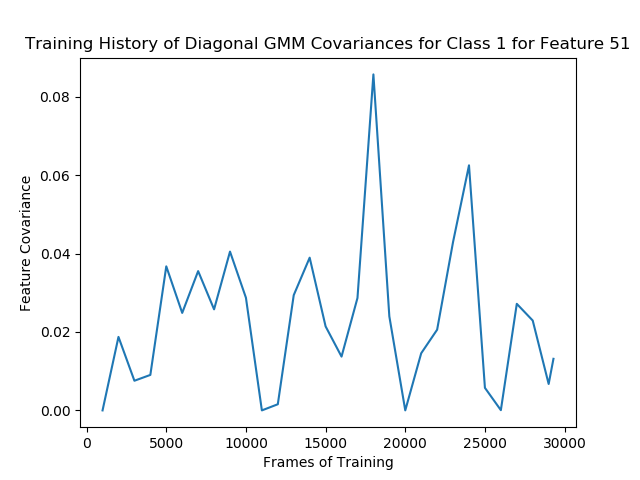 Training History of Diagonal GMM Covariances for Class 1 for Feature 51
0.08
0.06
0.04
0.02
0.00
Feature Covariance
0 5000 10000 15000 20000 25000 30000
Frames of Training